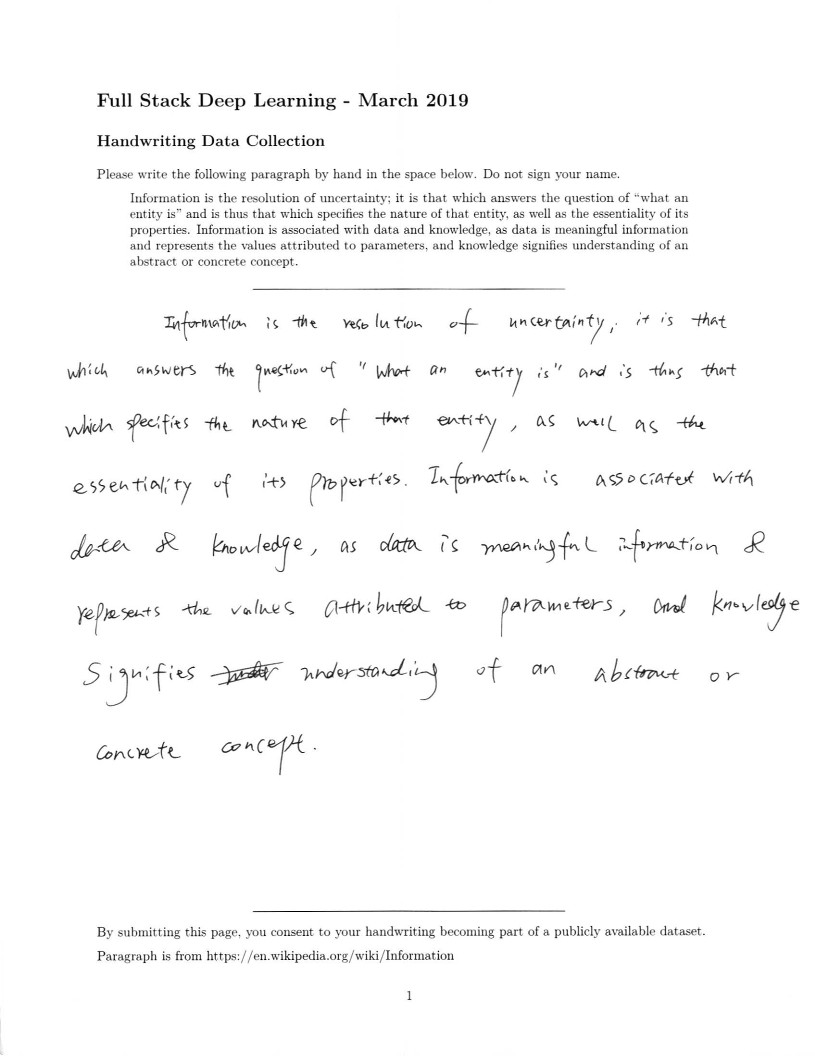 Full Stack Deep Learning - March 2019
Handwriting Data Collection
Please write the following paragraph by hand in the space below. Do not sign your name.
Information is the resolution of uncertainty; it is that which answers the question of “what an
entity is” and is thus that which specifies the nature of that entity, as well as the essentiality of its
properties. Information is associated with data and knowledge, as data is meaningful information
and represents the values attributed to parameters, and knowledge signifies understanding of an
abstract or concrete concept.
Information is the resolution of uncertainty; it is that
which answers the question of "what an entity is" and is thus that
which specifies the nature of that entity, as well as the
essentiality of its properties. Information is associated with
data & knowledge, as data is meaningful information &
represents the values attributed to parameters, and knowledge
signifies understanding of an abstract or
concrete concept.
By submitting this page, you consent to your handwriting becoming part of a publicly available dataset.
Paragraph is from https://en.wikipedia.org/wiki/Information
1